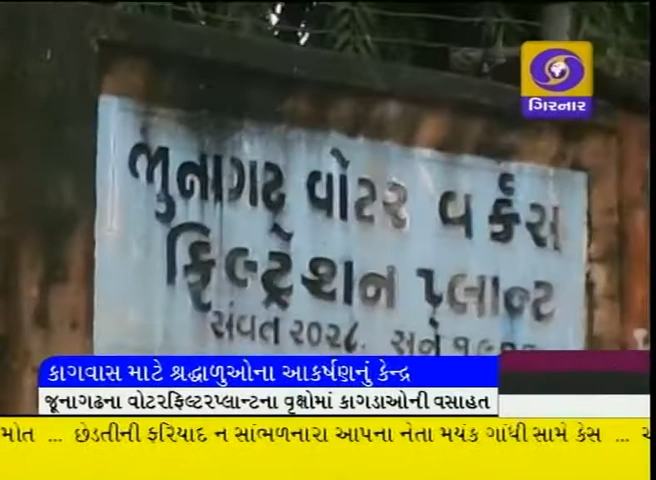 ગિરનાર
જુનાગઢ વોટર વર્કસ
ફિલ્ટ્રેશન પ્લાન્ટ
સંવત ૨૦૨૮. સને
કાગવાસ માટે શ્રદ્ધાળુઓના આકર્ષણનું કેન્દ્ર
જૂનાગઢના વોટરફિલ્ટરપ્લાન્ટના વૃક્ષોમાં કાગડાઓની વસાહત
મોત ... છેડતીની ફરિયાદ ન સાંભળનારા આપના નેતા મયંક ગાંધી સામે કેસ ...